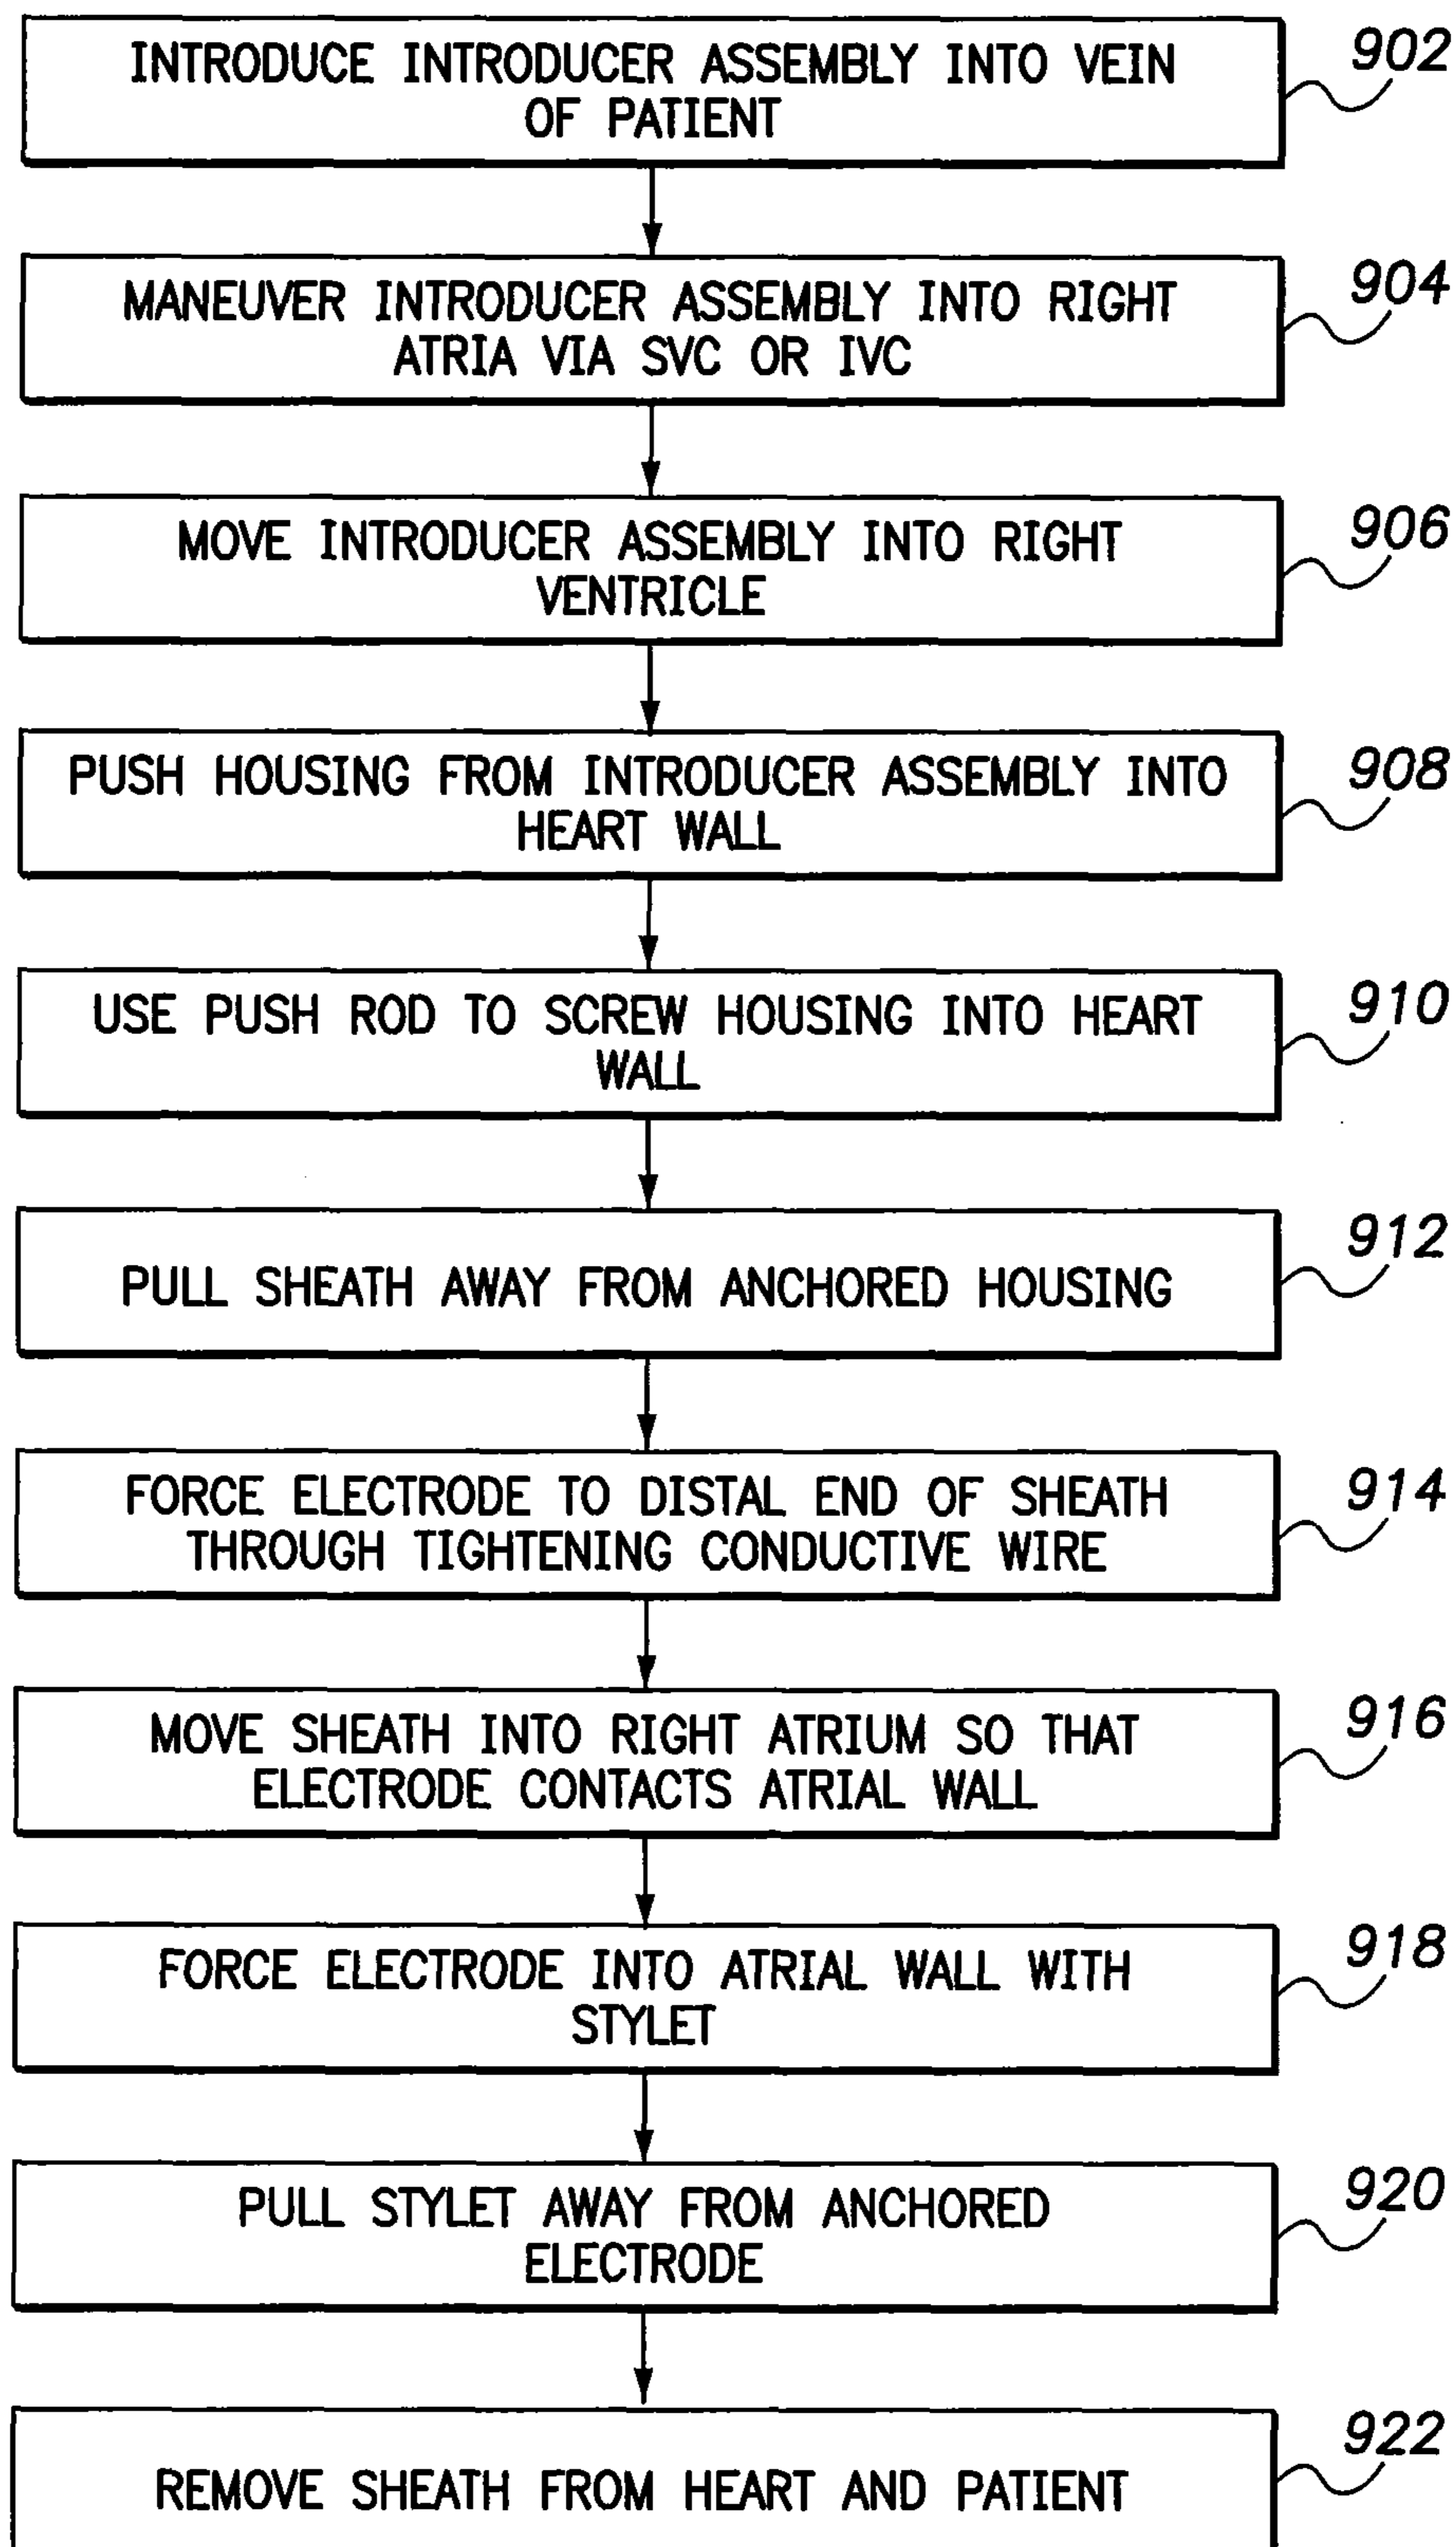 INTRODUCE INTRODUCER ASSEMBLY INTO VEIN
OF PATIENT
902
MANEUVER INTRODUCER ASSEMBLY INTO RIGHT
ATRIA VIA SVC OR IVC
904
MOVE INTRODUCER ASSEMBLY INTO RIGHT
VENTRICLE
906
PUSH HOUSING FROM INTRODUCER ASSEMBLY INTO
HEART WALL
908
USE PUSH ROD TO SCREW HOUSING INTO HEART
WALL
910
PULL SHEATH AWAY FROM ANCHORED HOUSING
912
FORCE ELECTRODE TO DISTAL END OF SHEATH
THROUGH TIGHTENING CONDUCTIVE WIRE
914
MOVE SHEATH INTO RIGHT ATRIUM SO THAT
ELECTRODE CONTACTS ATRIAL WALL
916
FORCE ELECTRODE INTO ATRIAL WALL WITH
STYLET
918
PULL STYLET AWAY FROM ANCHORED
ELECTRODE
920
REMOVE SHEATH FROM HEART AND PATIENT
922